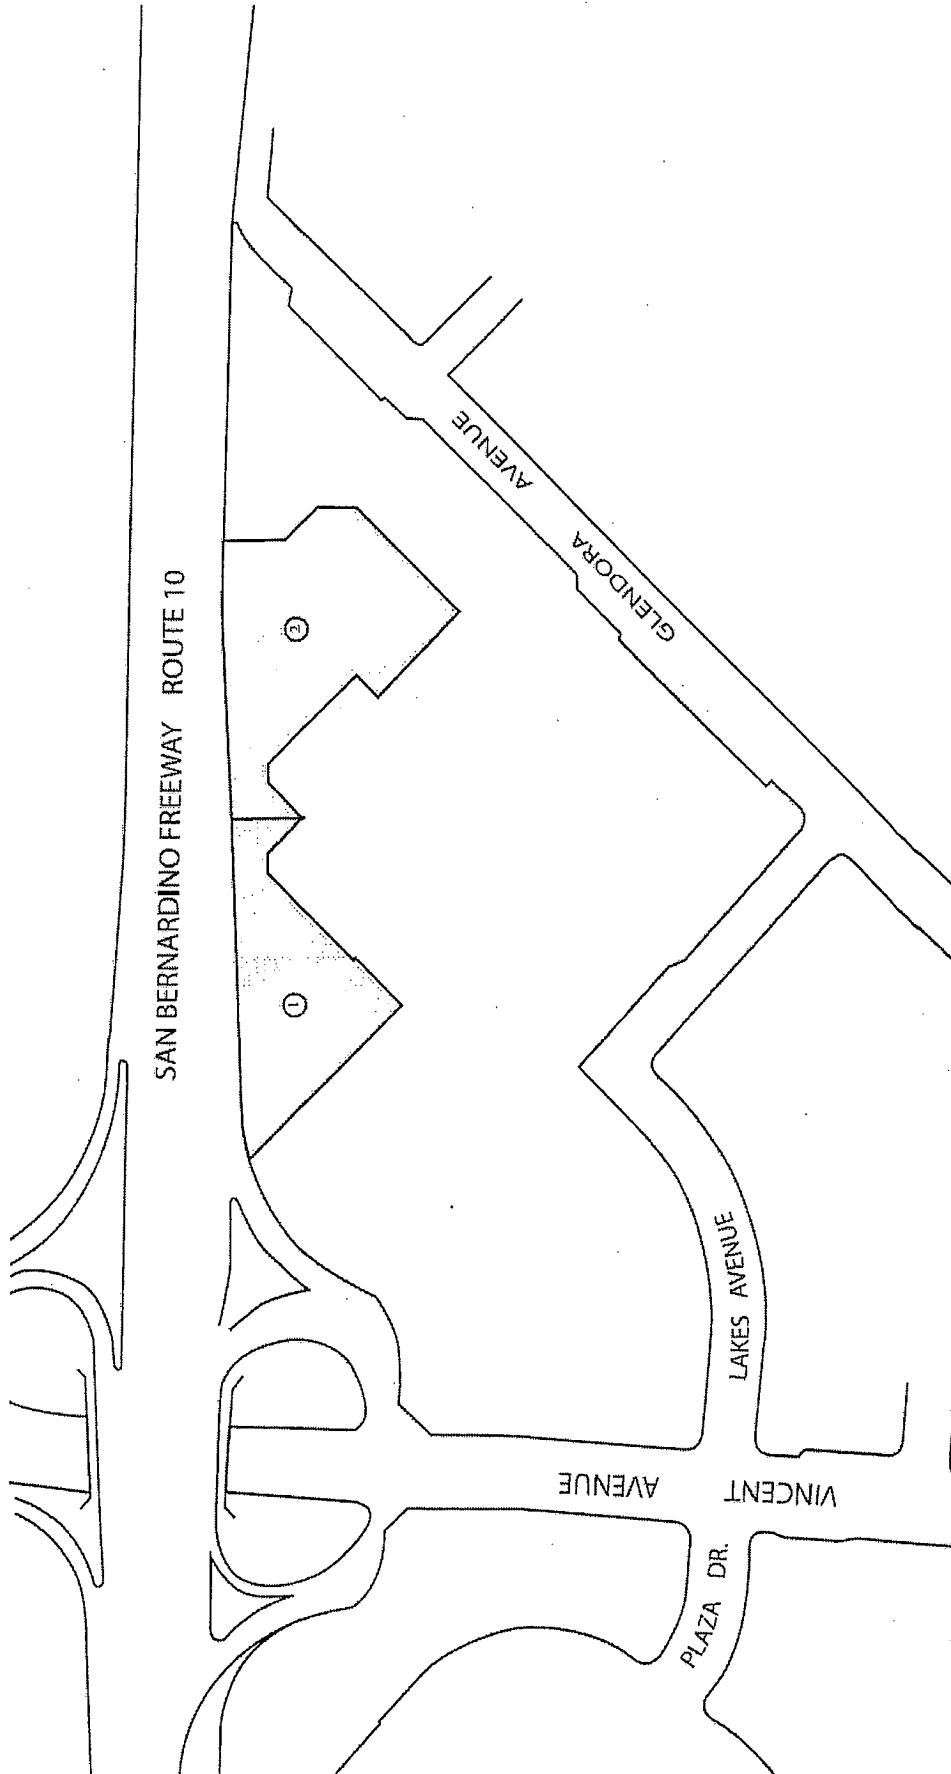 SAN BERNARDINO FREEWAY ROUTE 10
2
1
GLENDORA AVENUE
LAKES AVENUE
VINCENT AVENUE
PLAZA DR.